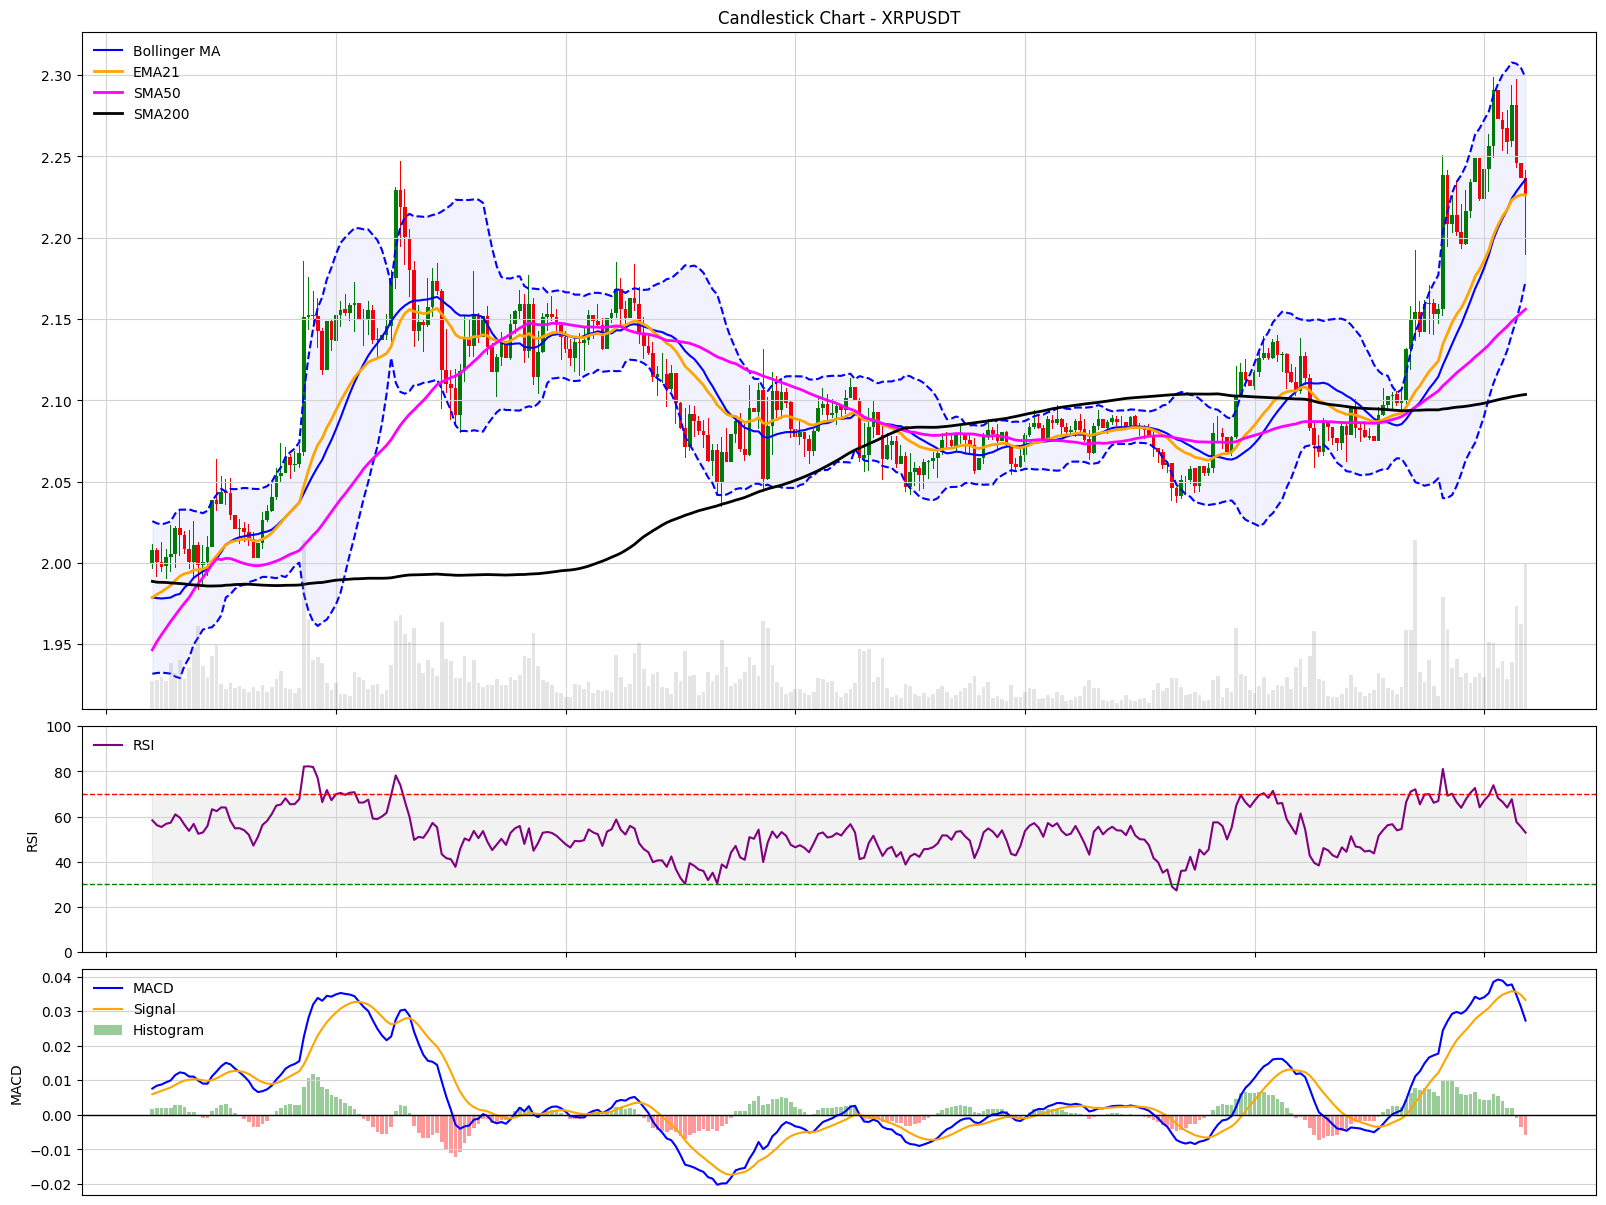 Candlestick Chart - XRPUSDT
Bollinger MA
EMA21
SMA50
SMA200
2.30
2.25
2.20
2.15
2.10
2.05
2.00
1.95
RSI
100
80
60
40
20
0
RSI
MACD
Signal
Histogram
0.04
0.03
0.02
0.01
0.00
−0.01
−0.02
MACD